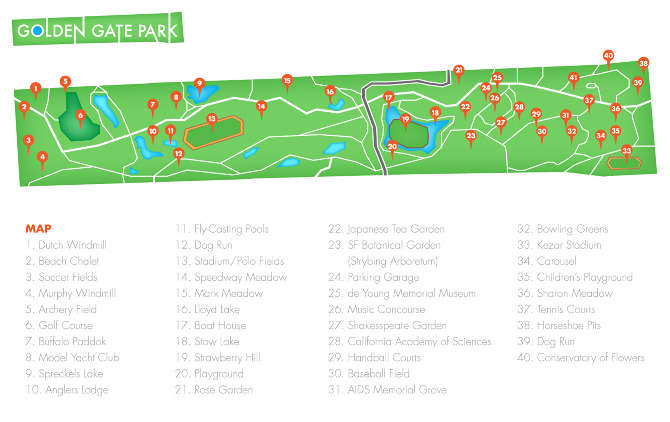 GOLDEN GATE PARK
40
38
21
41
5
25
39
15
9
1
24
16
37
8
17
26
2
7
14
22
28
36
18
29
31
6
13
19
27
10
11
30
32
35
3
23
34
20
33
12
4
MAP
1. Dutch Windmill
2. Beach Chalet
3. Soccer Fields
4. Murphy Windmill
5. Archery Field
6. Golf Course
7. Buffalo Paddok
8. Model Yacht Club
9. Spreckels Lake
10. Anglers Lodge
11. Fly-Casting Pools
12. Dog Run
13. Stadium/Polo Fields
14. Speedway Meadow
15. Marx Meadow
16. Lloyd Lake
17. Boat House
18. Stow Lake
19. Strawberry Hill
20. Playground
21. Rose Garden
22. Japanese Tea Garden
23. SF Botanical Garden
(Strybing Arboretum)
24. Parking Garage
25. de Young Memorial Museum
26. Music Concourse
27. Shakesspeare Garden
28. California Academy of Sciences
29. Handball Courts
30. Baseball Field
31. AIDS Memorial Grove
32. Bowling Greens
33. Kezar Stadium
34. Carousel
35. Children's Playground
36. Sharon Meadow
37. Tennis Courts
38. Horseshoe Pits
39. Dog Run
40. Conservatory of Flowers